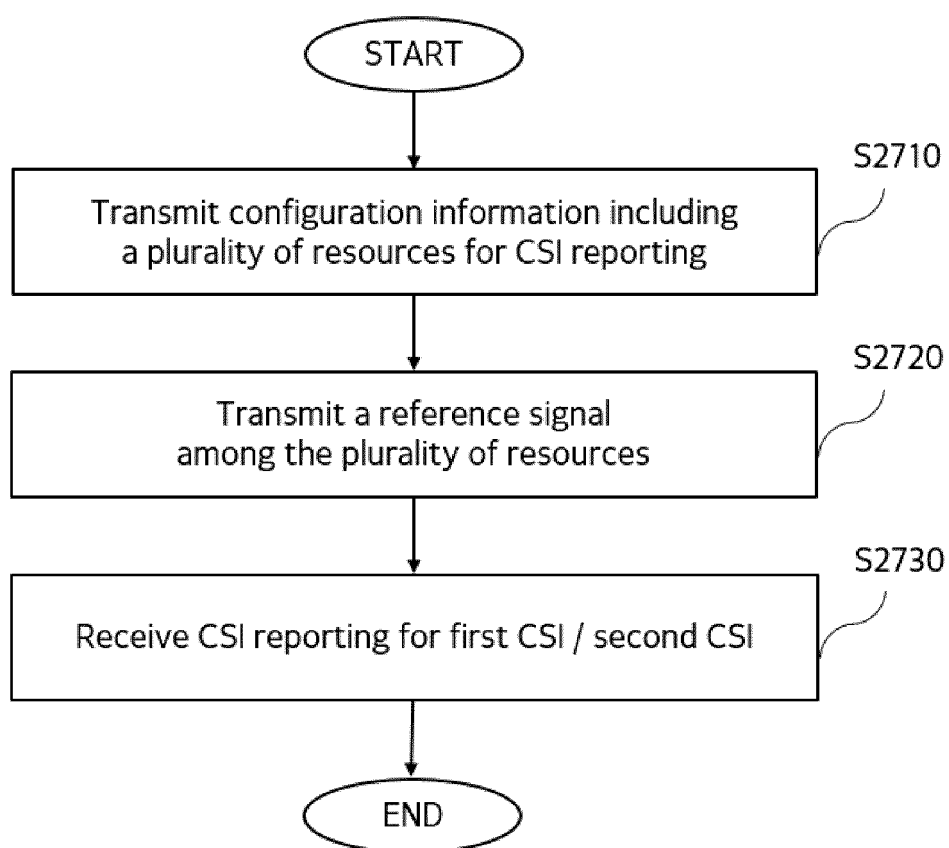 START
S2710
Transmit configuration information including
a plurality of resources for CSI reporting
S2720
Transmit a reference signal
among the plurality of resources
S2730
Receive CSI reporting for first CSI / second CSI
END